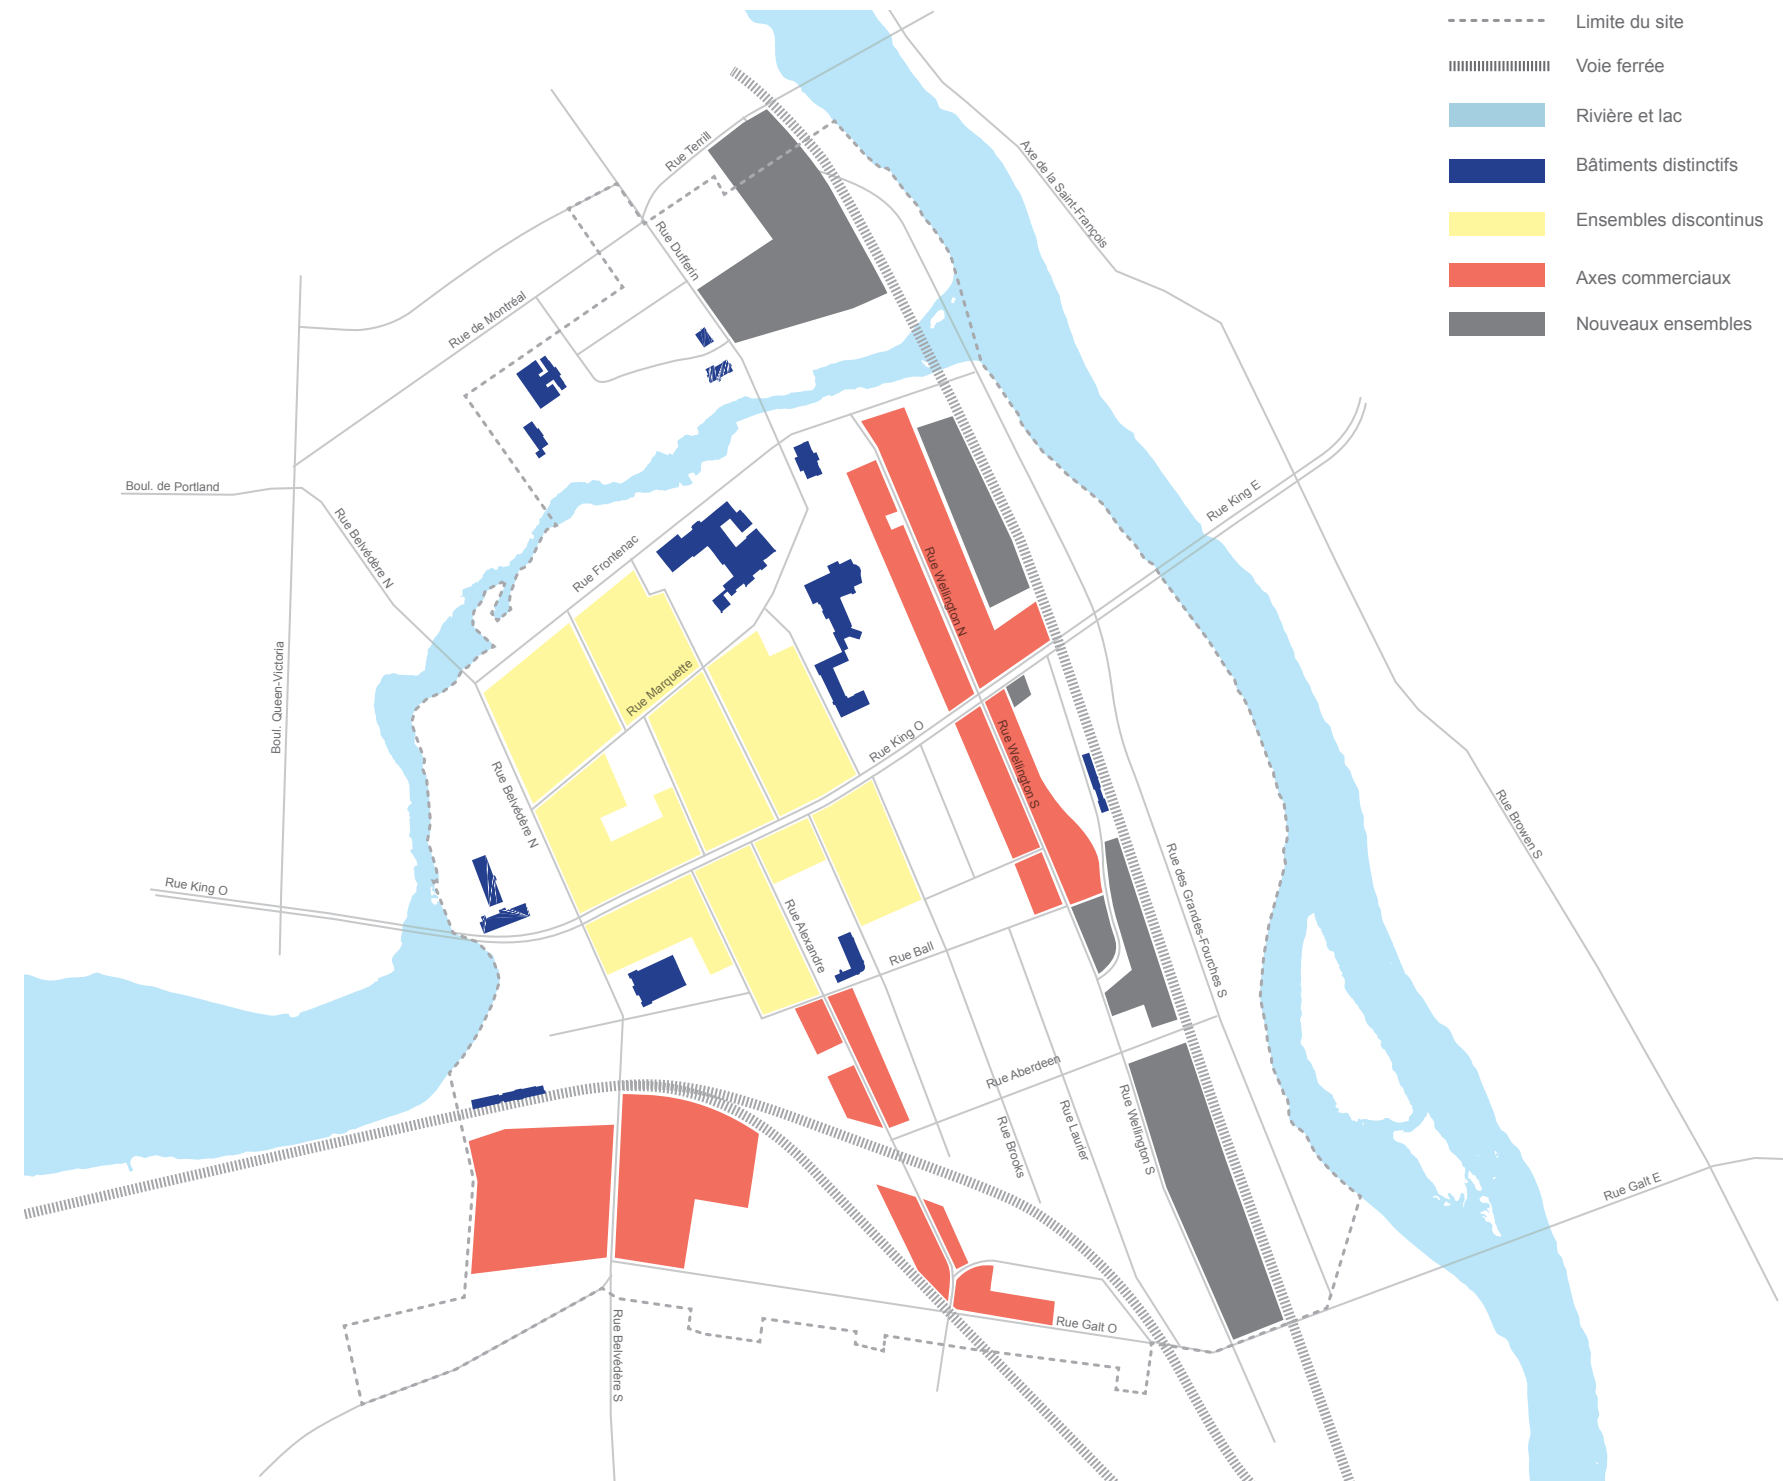 Limite du site
Voie ferrée
Rivière et lac
Bâtiments distinctifs
Ensembles discontinus
Axes commerciaux
Nouveaux ensembles
Rue Terrill
Axe de la Saint-François
Rue Dufferin
Rue de Montréal
Boul. de Portland
Rue Belvédère N
Rue King E
Rue Frontenac
Rue Wellington N
Boul. Queen-Victoria
Rue Marquette
Rue King O
Rue Wellington S
Rue Belvédère N
Rue Browen S
Rue King O
Rue des Grandes-Fourches S
Rue Alexandre
Rue Ball
Rue Aberdeen
Rue Brooks
Rue Laurier
Rue Wellington S
Rue Galt E
Rue Galt O
Rue Belvédère S